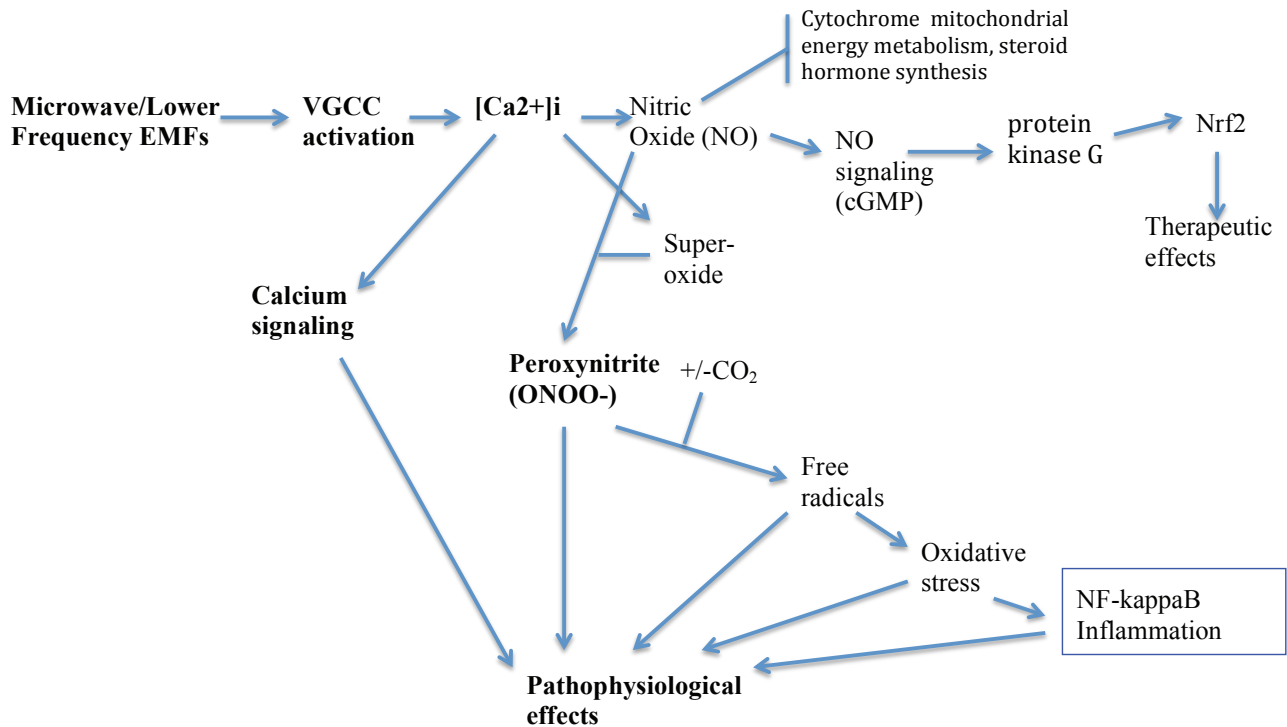 Cytochrome mitochondrial
energy metabolism, steroid
hormone synthesis
Microwave/Lower
Frequency EMFs
VGCC
activation
[Ca2+]i
Nitric
Oxide (NO)
NO
signaling
(cGMP)
protein
kinase G
Nrf2
Therapeutic
effects
Super-
oxide
Calcium
signaling
Peroxynitrite
(ONOO-)
+/-CO₂
Free
radicals
Oxidative
stress
NF-kappaB
Inflammation
Pathophysiological
effects